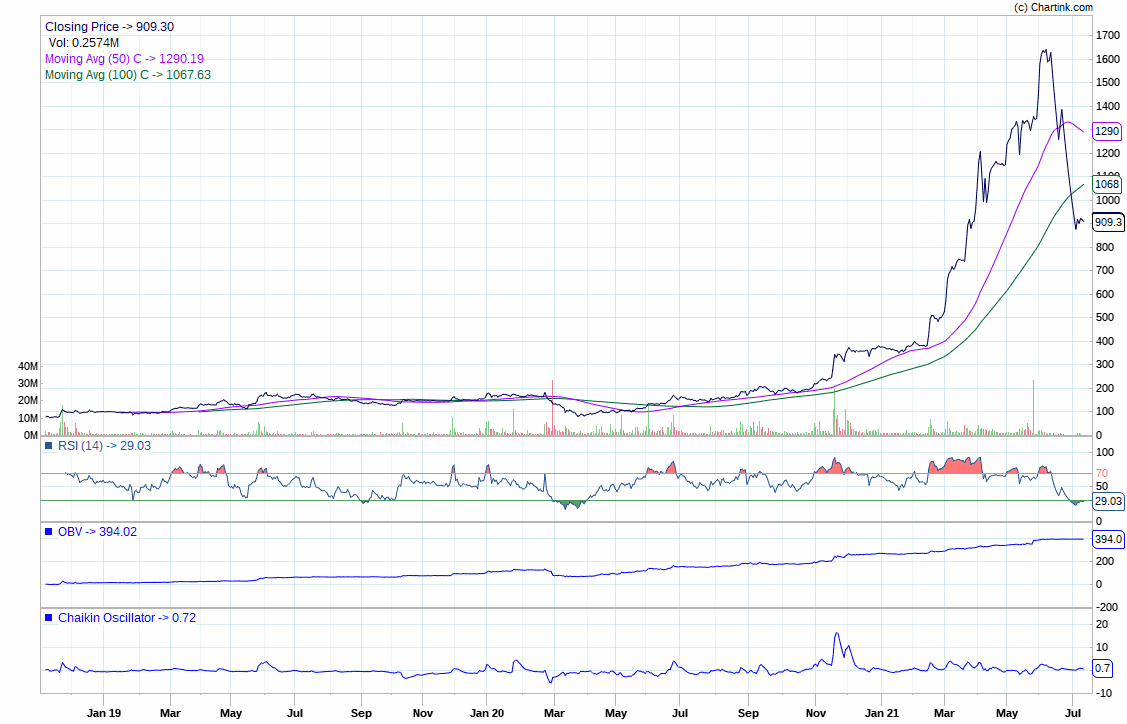 (c) Chartink.com
Closing Price -> 909.30
Vol: 0.2574M
Moving Avg (50) C -> 1290.19
Moving Avg (100) C -> 1067.63
1700
1600
1500
1400
1290
1200
1100
1068
1000
909.3
800
700
600
500
400
300
200
100
0
40M
30M
20M
10M
0M
RSI (14) -> 29.03
100
70
50
29.03
0
OBV -> 394.02
394.0
200
0
-200
Chaikin Oscillator -> 0.72
20
10
0.7
-10
Jan 19 Mar May Jul Sep Nov Jan 20 Mar May Jul Sep Nov Jan 21 Mar May Jul